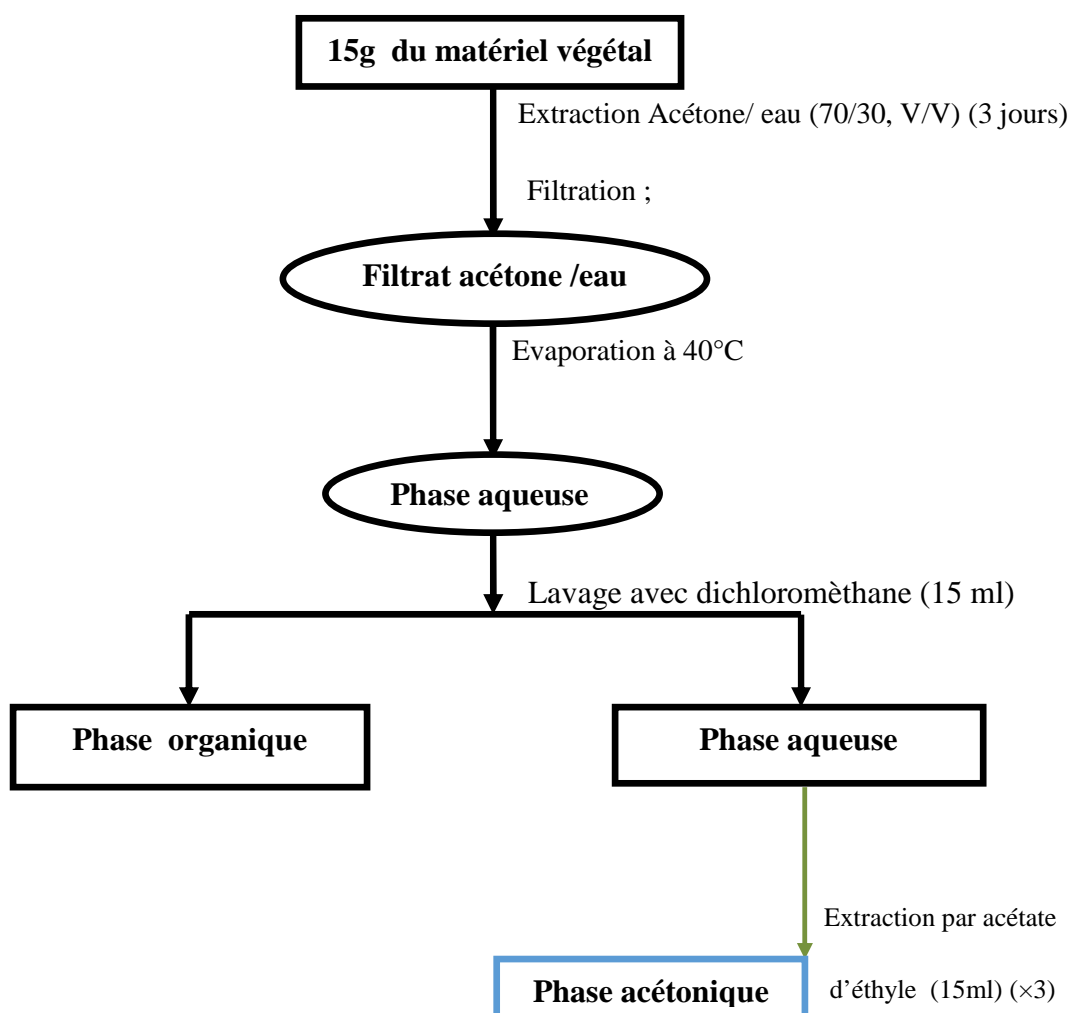 15g du matériel végétal
Extraction Acétone/ eau (70/30, V/V) (3 jours)
Filtration ;
Filtrat acétone /eau
Evaporation à 40°C
Phase aqueuse
Lavage avec dichloromèthane (15 ml)
Phase organique
Phase aqueuse
Extraction par acétate
d'éthyle (15ml) (×3)
Phase acétonique